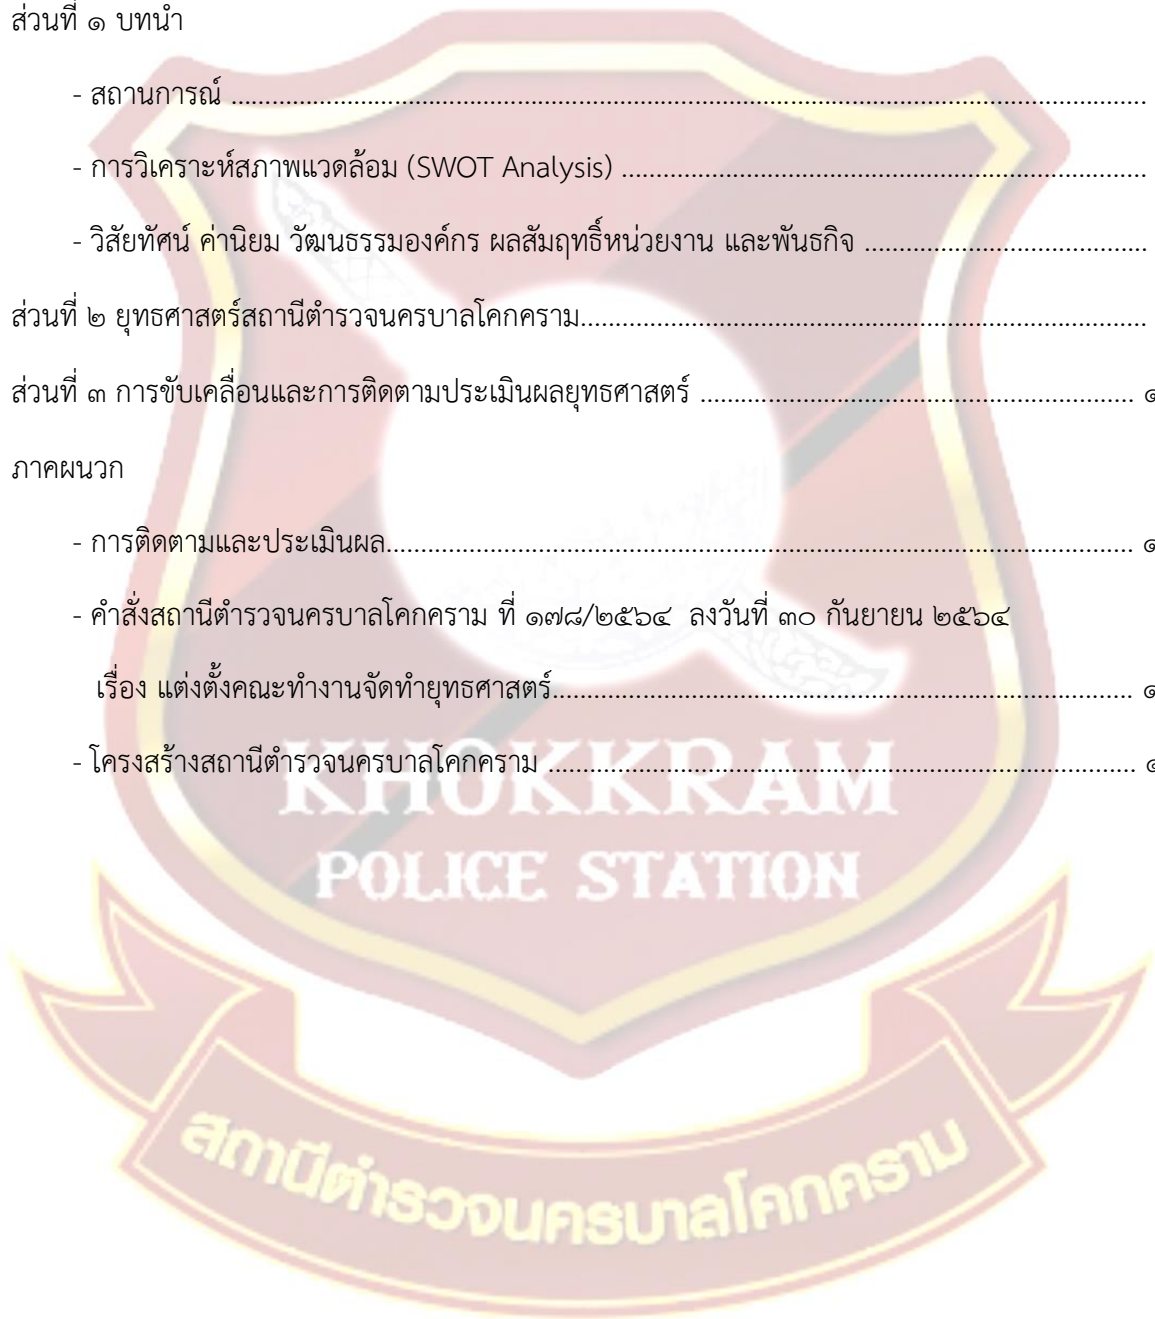 ส่วนที่ ๑ บทนำ
- สถานการณ์ ........................................................................................................................
- การวิเคราะห์สภาพแวดล้อม (SWOT Analysis) .....................................................................
- วิสัยทัศน์ ค่านิยม วัฒนธรรมองค์กร ผลสัมฤทธิ์หน่วยงาน และพันธกิจ .....................................
ส่วนที่ ๒ ยุทธศาสตร์สถานีตำรวจนครบาลโคกคราม..........................................................................
ส่วนที่ ๓ การขับเคลื่อนและการติดตามประเมินผลยุทธศาสตร์ ......................................................... ๑
ภาคผนวก
- การติดตามและประเมินผล.................................................................................................. ๑
- คำสั่งสถานีตำรวจนครบาลโคกคราม ที่ ๑๗๘/๒๕๖๔ ลงวันที่ ๓๐ กันยายน ๒๕๖๔
เรื่อง แต่งตั้งคณะทำงานจัดทำยุทธศาสตร์............................................................................ ๑
- โครงสร้างสถานีตำรวจนครบาลโคกคราม ............................................................................. ๑
KHOKKRAM
POLICE STATION
สถานีตำรวจนครบาลโคกคราม